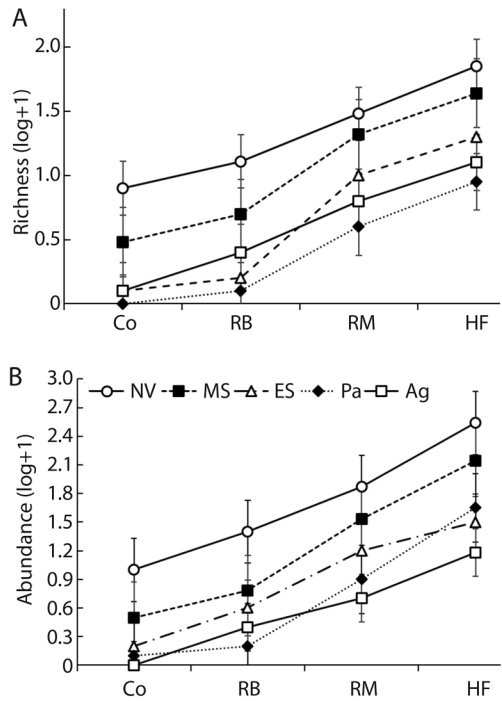 A
Richness (log+1)
2.0
1.5
1.0
0.5
0
Co RB RM HF
B
NV MS ES Pa Ag
Abundance (log+1)
3.0
2.7
2.4
2.1
1.8
1.5
1.2
0.9
0.6
0.3
0
Co RB RM HF